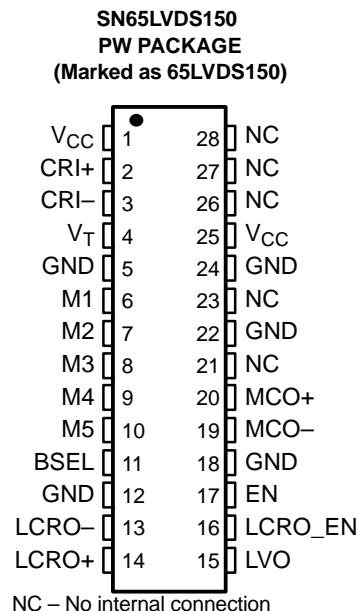 SN65LVDS150
PW PACKAGE
(Marked as 65LVDS150)
VCC 1 28 NC
CRI+ 2 27 NC
CRI– 3 26 NC
VT 4 25 VCC
GND 5 24 GND
M1 6 23 NC
M2 7 22 GND
M3 8 21 NC
M4 9 20 MCO+
M5 10 19 MCO–
BSEL 11 18 GND
GND 12 17 EN
LCRO– 13 16 LCRO_EN
LCRO+ 14 15 LVO
NC – No internal connection